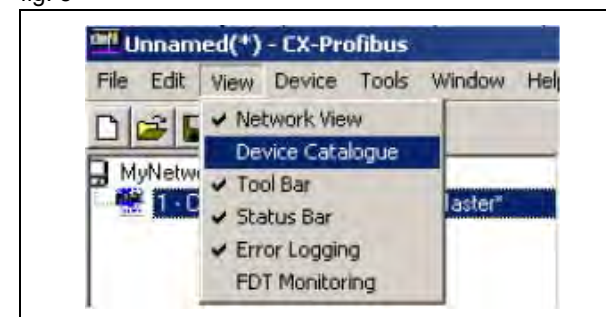 Unnamed(*) - CX-Profibus
File Edit View Device Tools Window Help
✔ Network View
Device Catalogue
MyNetw
✔ Tool Bar
1 - D
aster"
✔ Status Bar
✔ Error Logging
FDT Monitoring